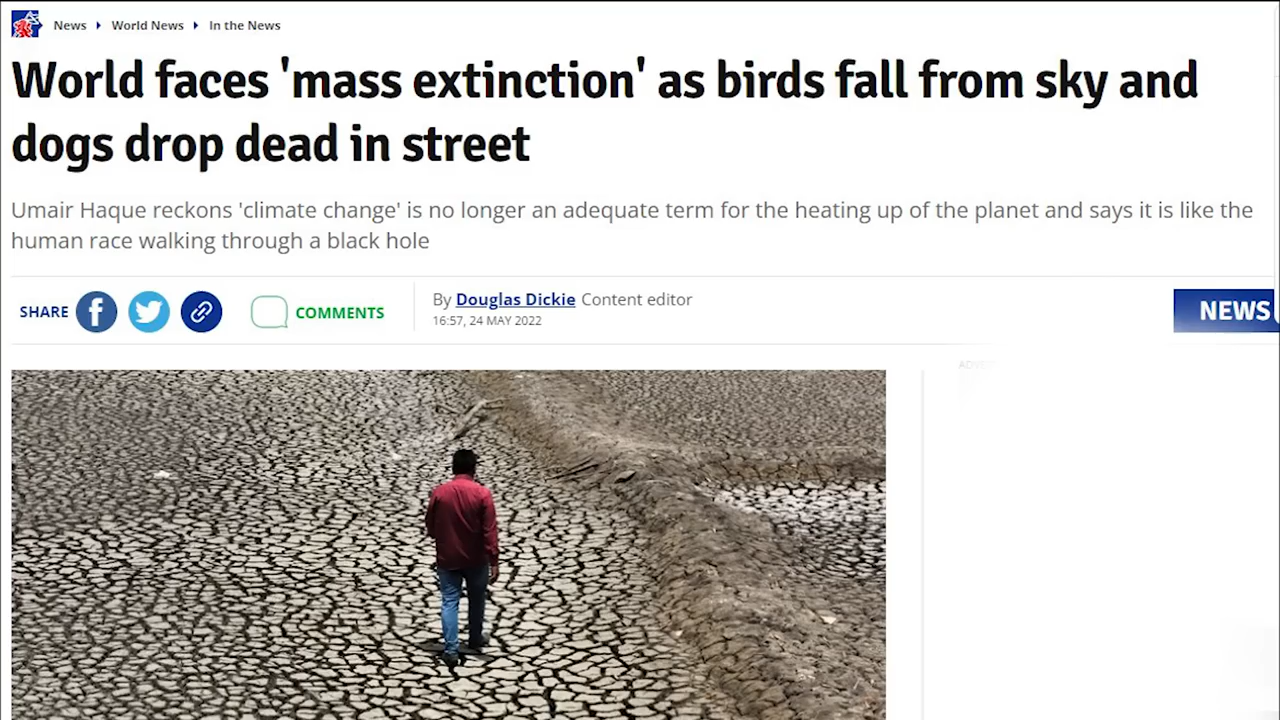 News World News In the News
World faces 'mass extinction' as birds fall from sky and
dogs drop dead in street
Umair Haque reckons 'climate change' is no longer an adequate term for the heating up of the planet and says it is like the
human race walking through a black hole
SHARE COMMENTS
By Douglas Dickie Content editor
16:57, 24 MAY 2022
NEWS